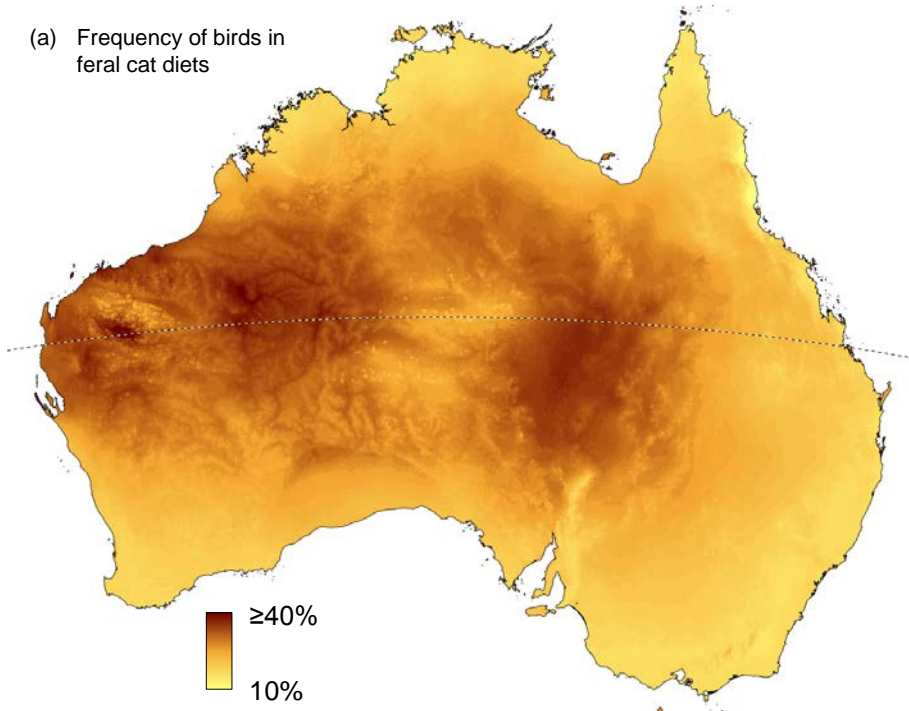 (a) Frequency of birds in
feral cat diets
≥40%
10%